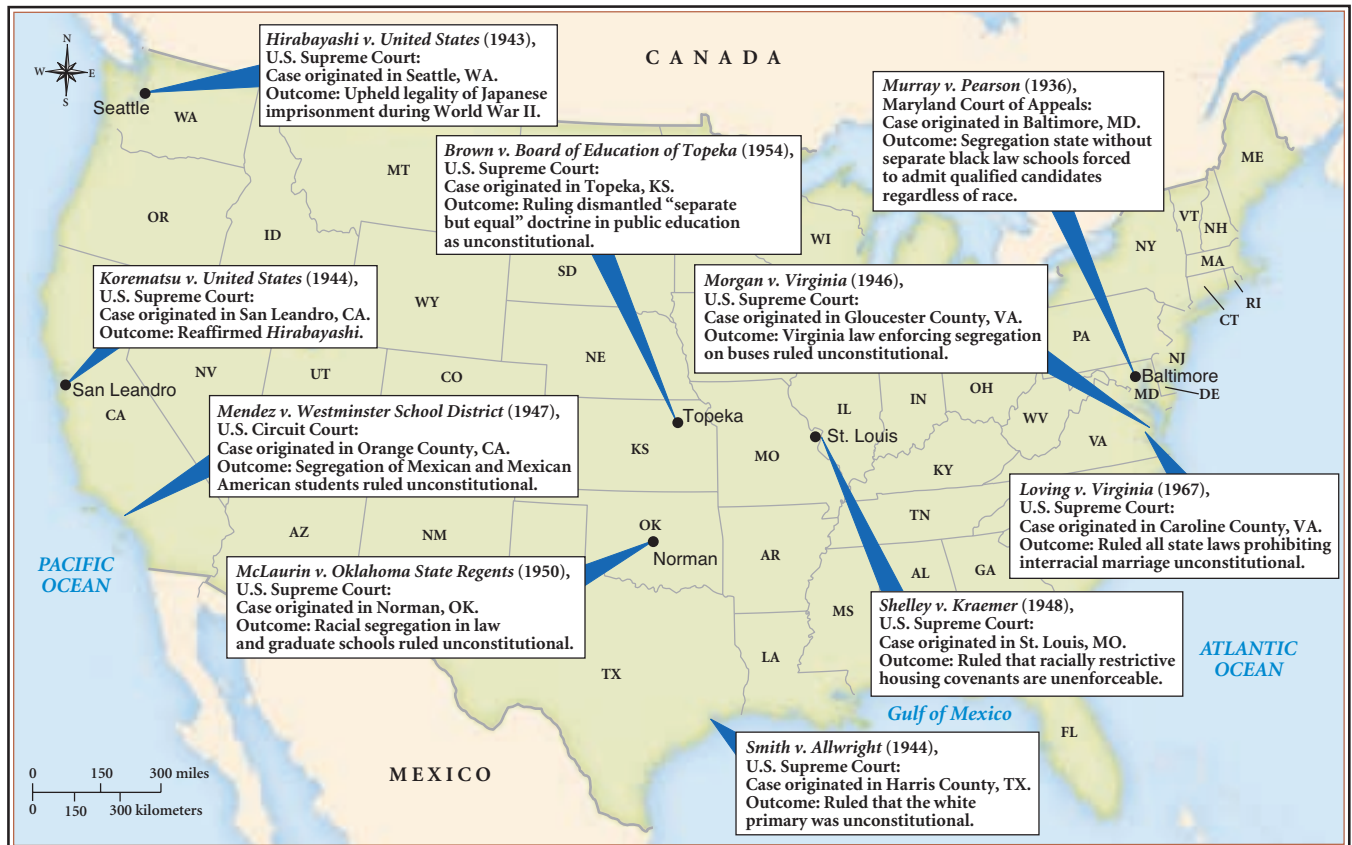 N
W
E
S
CANADA
Hirabayashi v. United States (1943),
U.S. Supreme Court:
Case originated in Seattle, WA.
Outcome: Upheld legality of Japanese
imprisonment during World War II.
Seattle
WA
Murray v. Pearson (1936),
Maryland Court of Appeals:
Case originated in Baltimore, MD.
Outcome: Segregation state without
separate black law schools forced
to admit qualified candidates
regardless of race.
Brown v. Board of Education of Topeka (1954),
U.S. Supreme Court:
Case originated in Topeka, KS.
Outcome: Ruling dismantled “separate
but equal” doctrine in public education
as unconstitutional.
MT
ME
OR
ID
WI
VT
NH
NY
MA
Korematsu v. United States (1944),
U.S. Supreme Court:
Case originated in San Leandro, CA.
Outcome: Reaffirmed Hirabayashi.
WY
SD
Morgan v. Virginia (1946),
U.S. Supreme Court:
Case originated in Gloucester County, VA.
Outcome: Virginia law enforcing segregation
on buses ruled unconstitutional.
RI
CT
PA
NJ
San Leandro
CA
NV
UT
CO
NE
IL
IN
OH
Baltimore
MD
DE
WV
VA
Mendez v. Westminster School District (1947),
U.S. Circuit Court:
Case originated in Orange County, CA.
Outcome: Segregation of Mexican and Mexican
American students ruled unconstitutional.
Topeka
KS
MO
St. Louis
KY
Loving v. Virginia (1967),
U.S. Supreme Court:
Case originated in Caroline County, VA.
Outcome: Ruled all state laws prohibiting
interracial marriage unconstitutional.
AZ
NM
OK
Norman
AR
TN
AL
GA
MS
PACIFIC
OCEAN
McLaurin v. Oklahoma State Regents (1950),
U.S. Supreme Court:
Case originated in Norman, OK.
Outcome: Racial segregation in law
and graduate schools ruled unconstitutional.
Shelley v. Kraemer (1948),
U.S. Supreme Court:
Case originated in St. Louis, MO.
Outcome: Ruled that racially restrictive
housing covenants are unenforceable.
TX
LA
ATLANTIC
OCEAN
Gulf of Mexico
FL
Smith v. Allwright (1944),
U.S. Supreme Court:
Case originated in Harris County, TX.
Outcome: Ruled that the white
primary was unconstitutional.
MEXICO
0 150 300 miles
0 150 300 kilometers